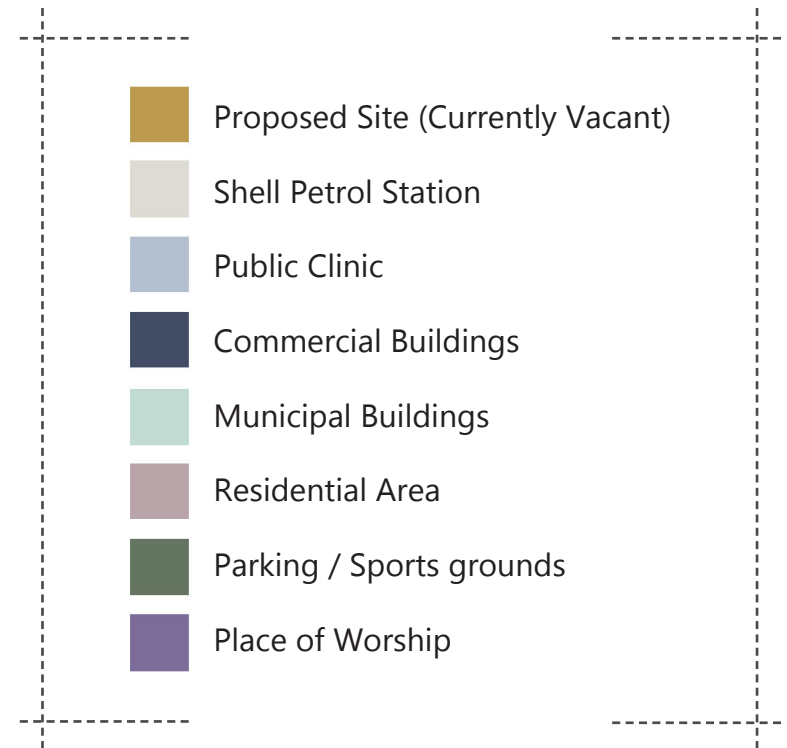 Proposed Site (Currently Vacant)
Shell Petrol Station
Public Clinic
Commercial Buildings
Municipal Buildings
Residential Area
Parking / Sports grounds
Place of Worship